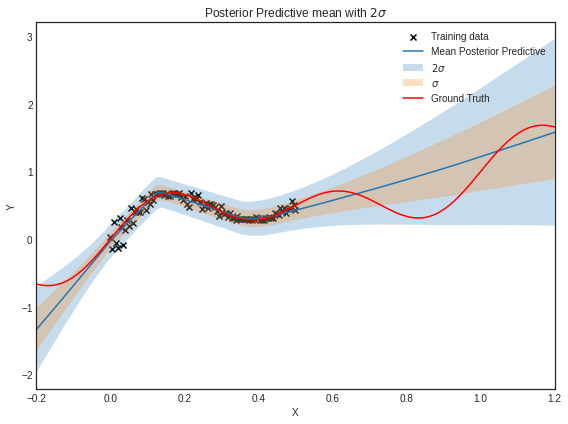 Posterior Predictive mean with 2σ
Training data
Mean Posterior Predictive
2σ
σ
Ground Truth
3
2
1
0
−1
−2
Y
−0.2 0.0 0.2 0.4 0.6 0.8 1.0 1.2
X